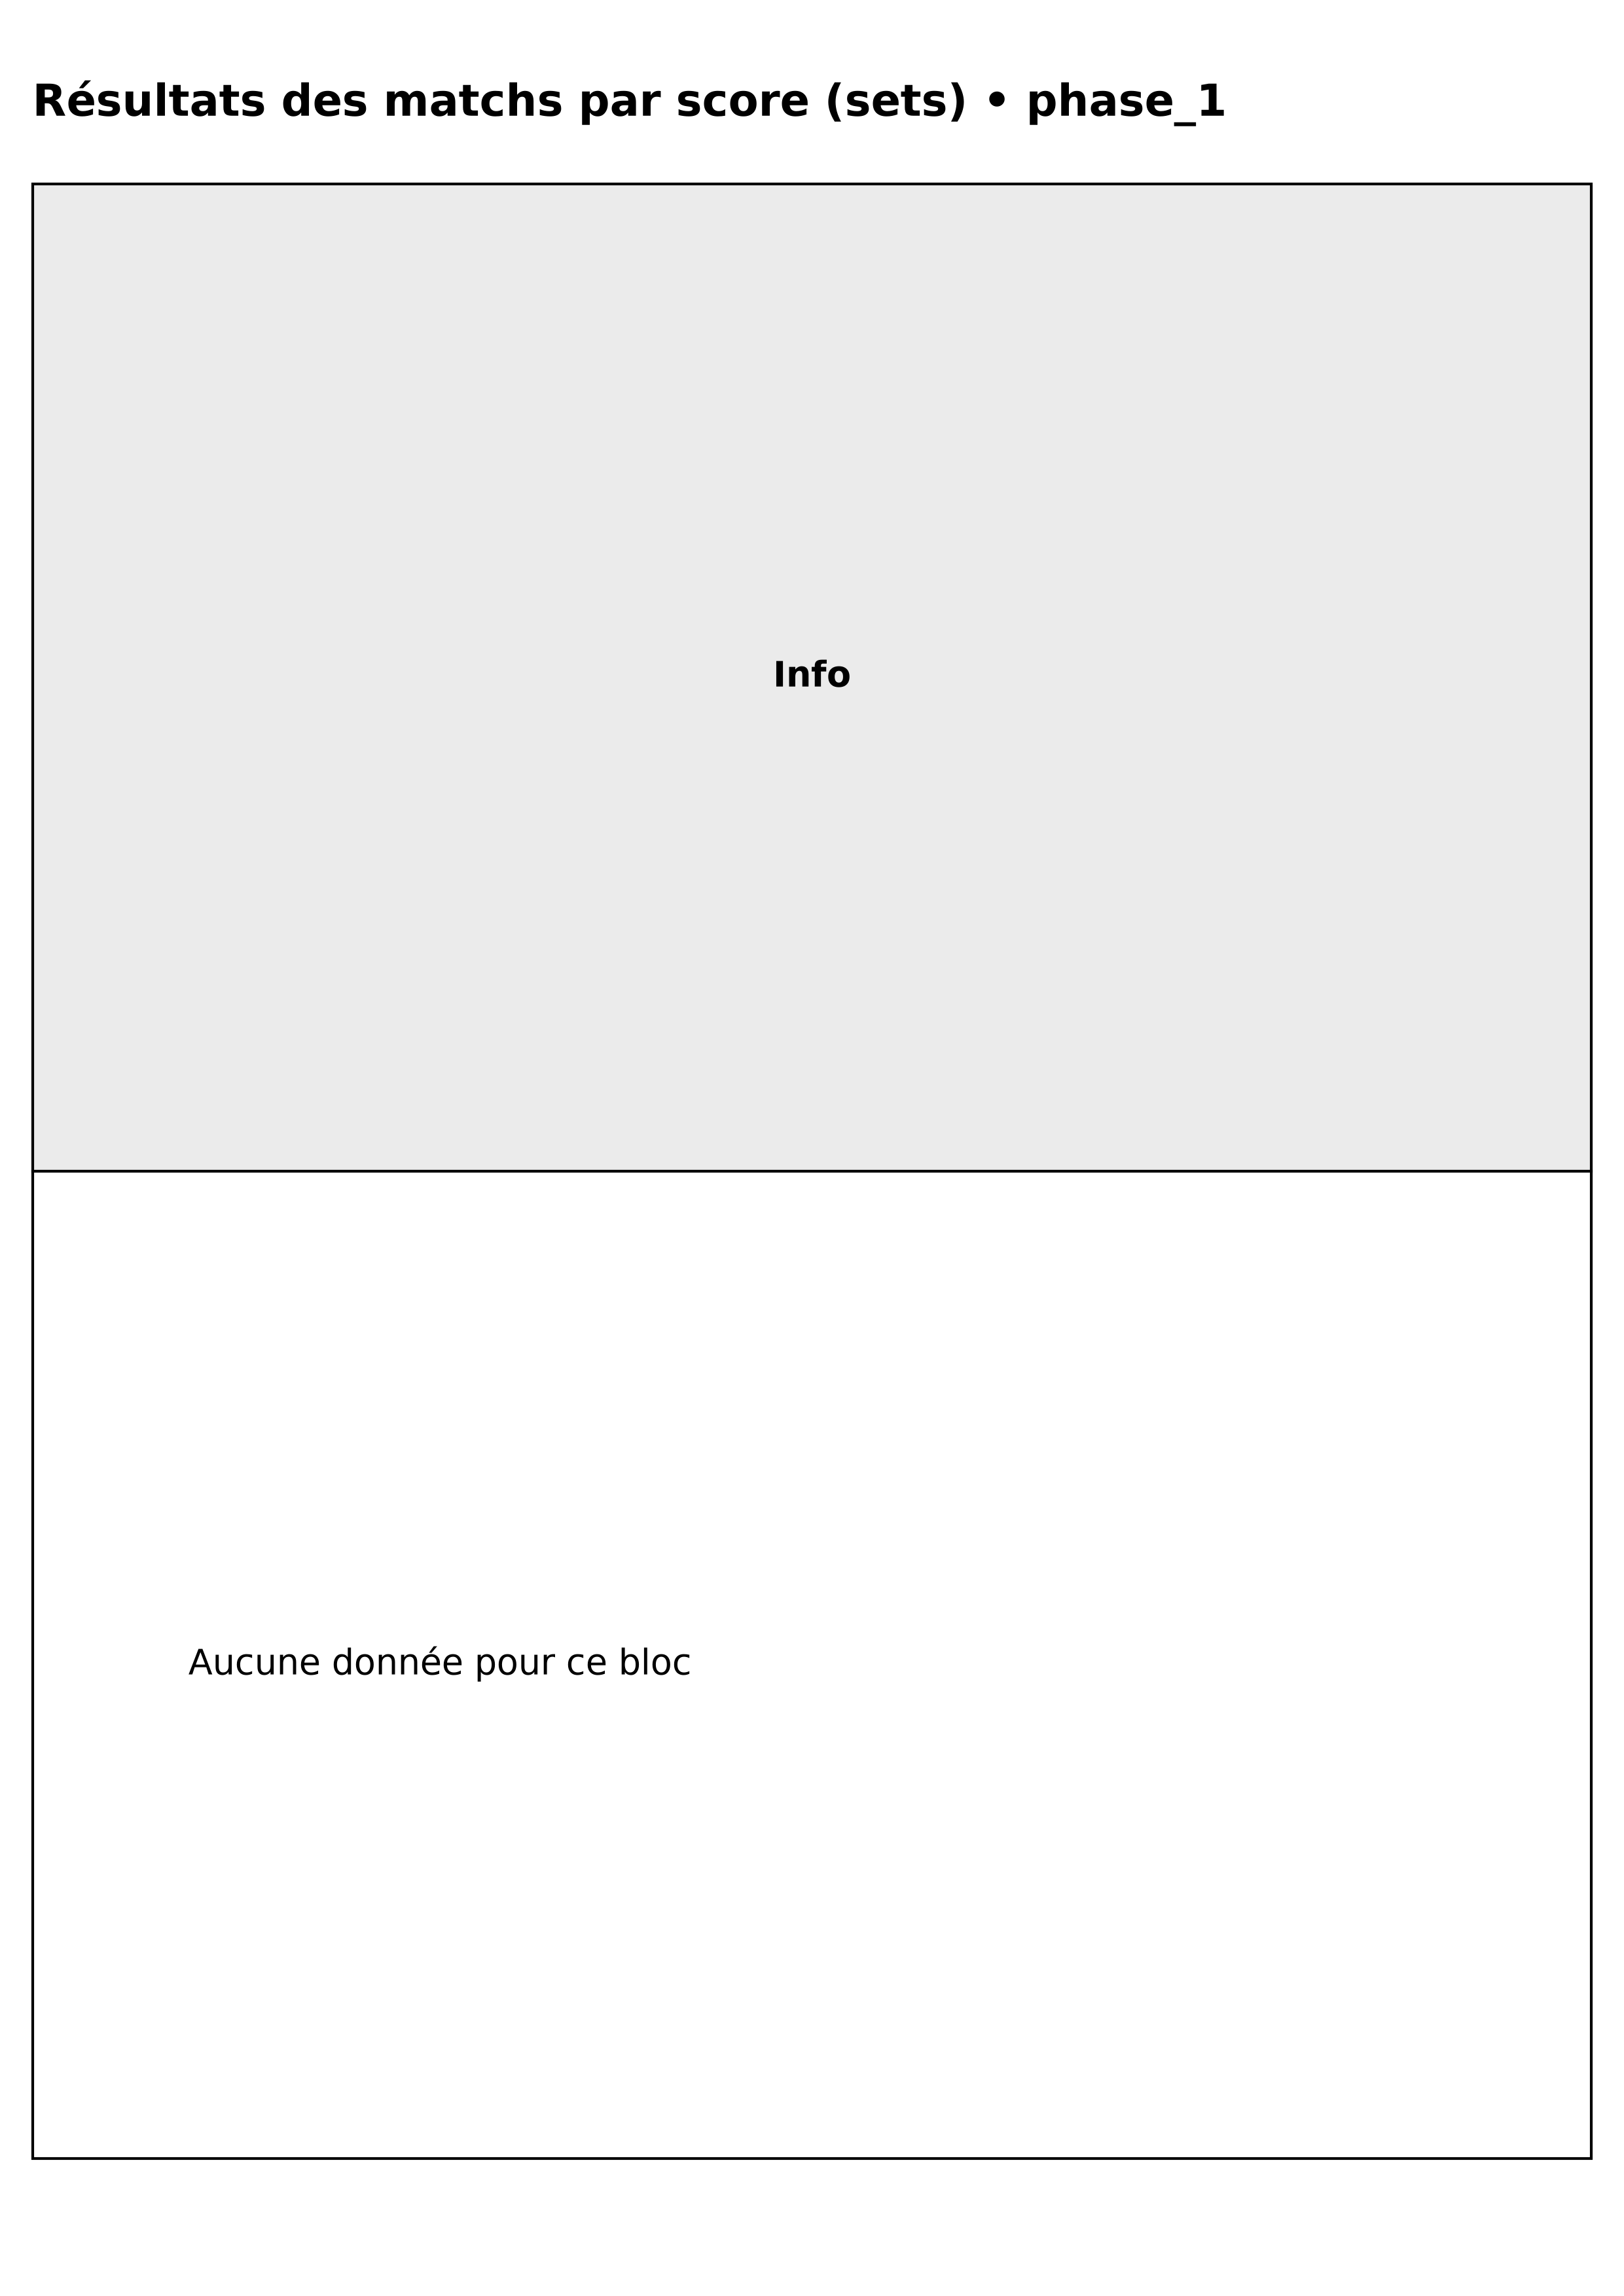 Résultats des matchs par score (sets) • phase_1
Info
Aucune donnée pour ce bloc